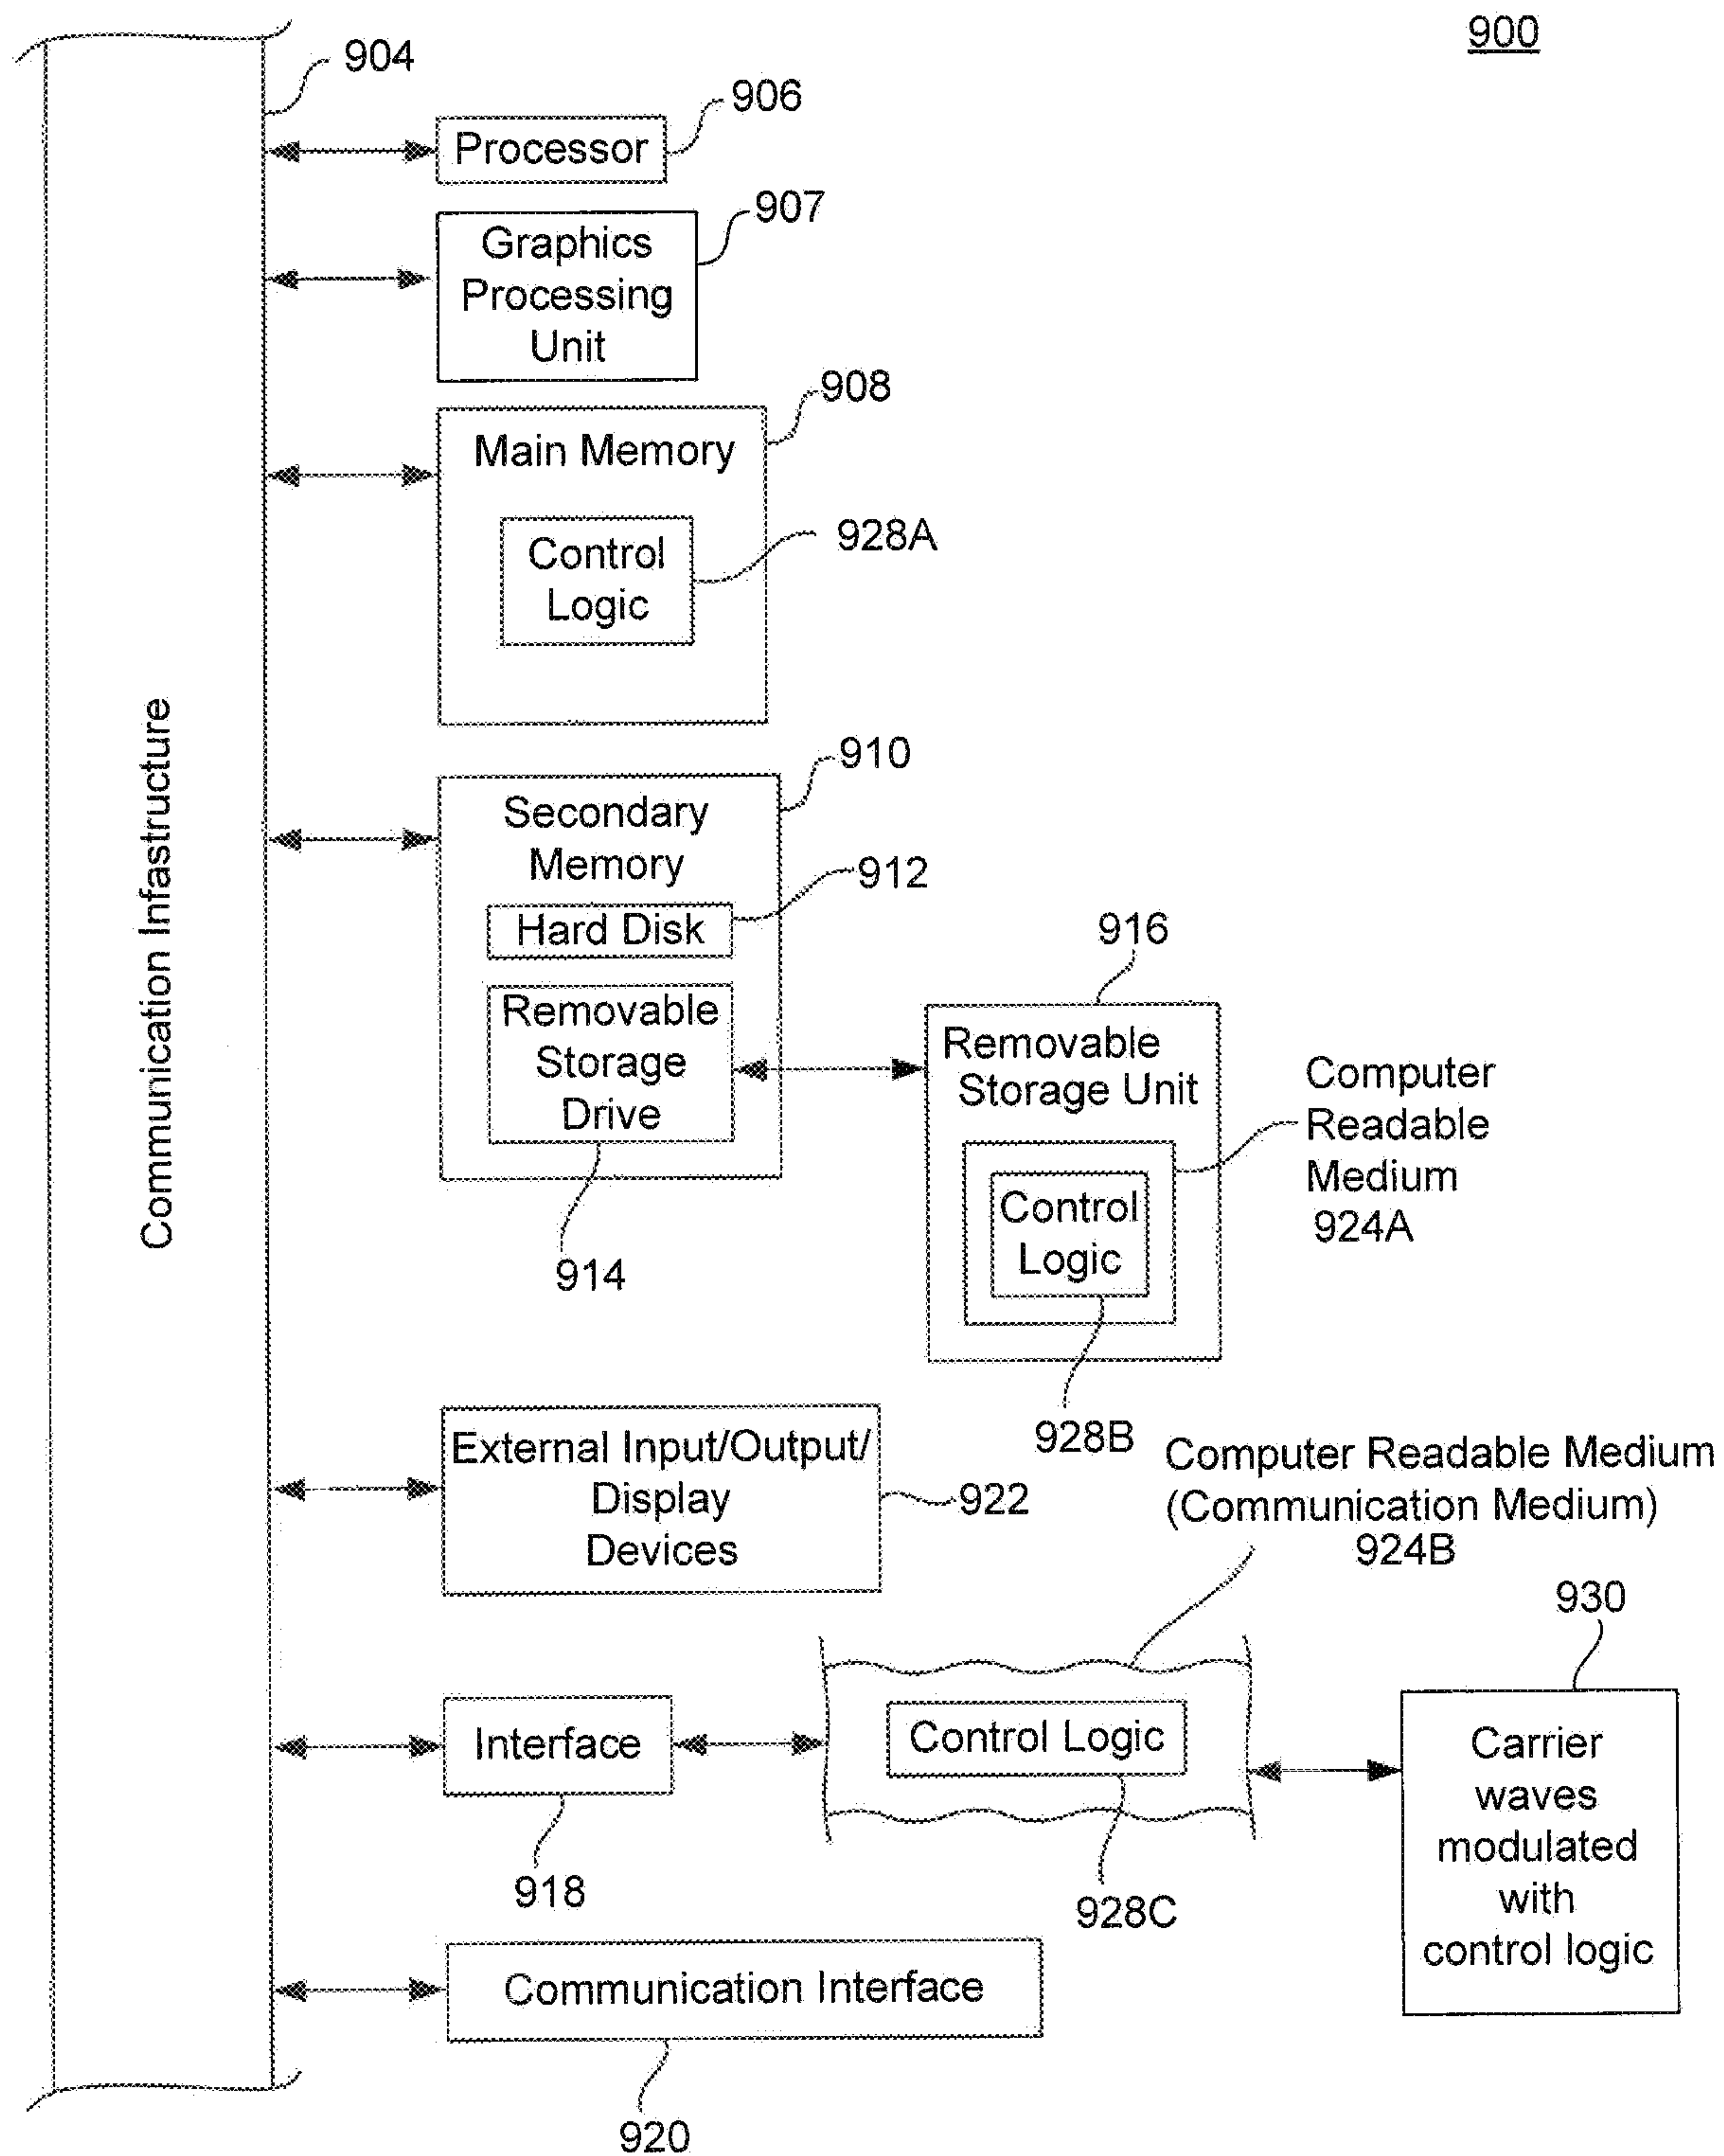 900
904
906
Processor
907
Graphics
Processing
Unit
908
Main Memory
928A
Control
Logic
Communication Infastructure
910
Secondary
Memory
912
Hard Disk
Removable
Storage
Drive
914
916
Removable
Storage Unit
Computer
Readable
Medium
924A
Control
Logic
928B
External Input/Output/
Display
Devices
922
Computer Readable Medium
(Communication Medium)
924B
930
Interface
918
Control Logic
928C
Carrier
waves
modulated
with
control logic
Communication Interface
920